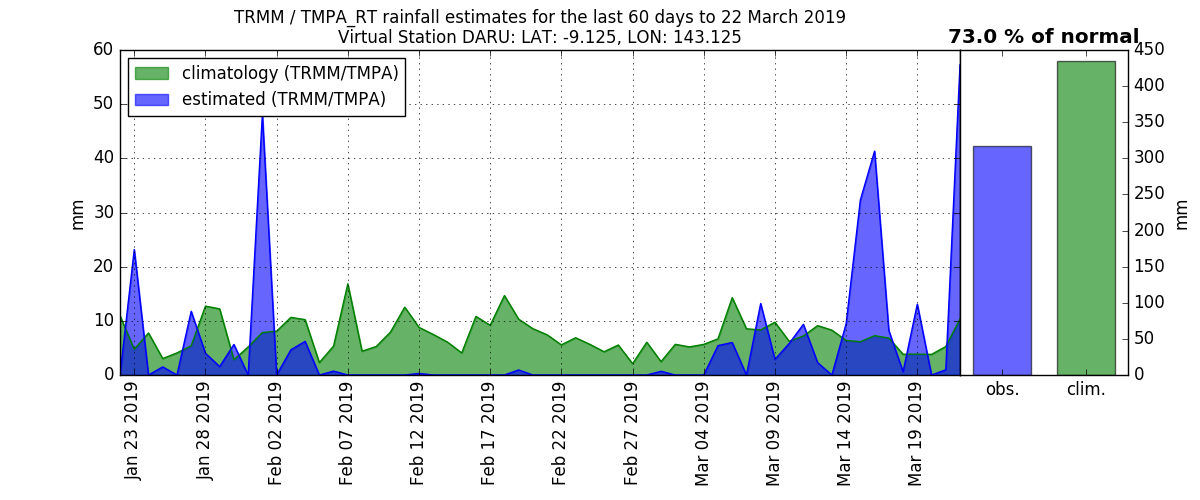 TRMM / TMPA_RT rainfall estimates for the last 60 days to 22 March 2019
Virtual Station DARU: LAT: -9.125, LON: 143.125
73.0 % of normal
climatology (TRMM/TMPA)
estimated (TRMM/TMPA)
60
50
40
30
20
10
0
mm
450
400
350
300
250
200
150
100
50
0
mm
Jan 23 2019
Jan 28 2019
Feb 02 2019
Feb 07 2019
Feb 12 2019
Feb 17 2019
Feb 22 2019
Feb 27 2019
Mar 04 2019
Mar 09 2019
Mar 14 2019
Mar 19 2019
obs.
clim.